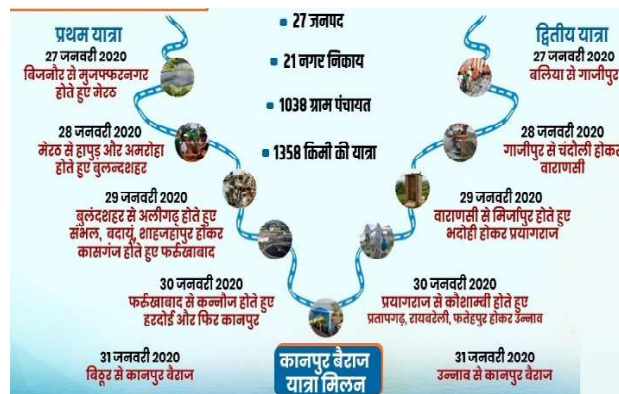 प्रथम यात्रा
27 जनवरी 2020
बिजनौर से मुजफ्फरनगर
होते हुए मेरठ
28 जनवरी 2020
मेरठ से हापुड़ और अमरोहा
होते हुए बुलन्दशहर
29 जनवरी 2020
बुलंदशहर से अलीगढ़ होते हुए
संभल, बदायूं, शाहजहांपुर होकर
कासगंज होते हुए फर्रुखाबाद
30 जनवरी 2020
फर्रुखाबाद से कन्नौज होते हुए
हरदोई और फिर कानपुर
31 जनवरी 2020
बिठूर से कानपुर बैराज
• 27 जनपद
• 21 नगर निकाय
• 1038 ग्राम पंचायत
• 1358 किमी की यात्रा
द्वितीय यात्रा
27 जनवरी 2020
बलिया से गाजीपुर
28 जनवरी 2020
गाजीपुर से चंदौली होकर
वाराणसी
29 जनवरी 2020
वाराणसी से मिर्जापुर होते हुए
भदोही होकर प्रयागराज
30 जनवरी 2020
प्रयागराज से कौशाम्बी होते हुए
प्रतापगढ़, रायबरेली, फतेहपुर होकर उन्नाव
31 जनवरी 2020
उन्नाव से कानपुर बैराज
कानपुर बैराज
यात्रा मिलन